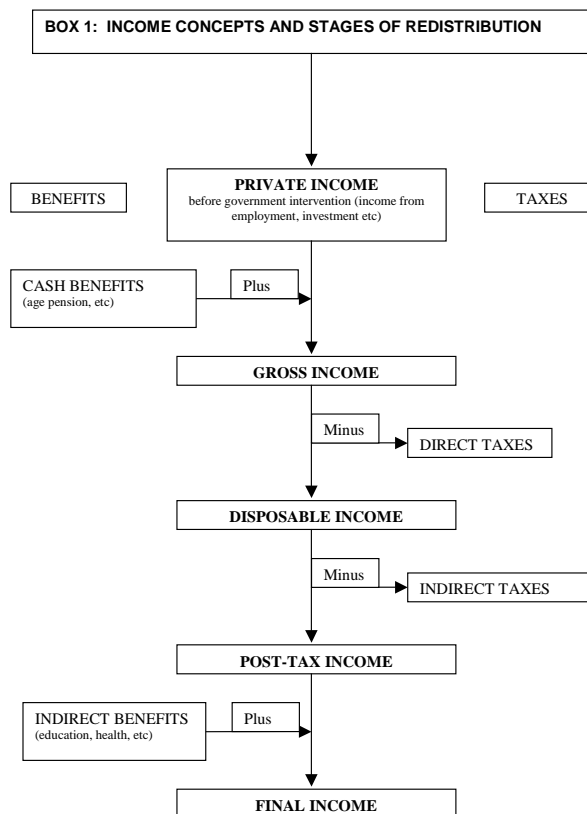 BOX 1: INCOME CONCEPTS AND STAGES OF REDISTRIBUTION
BENEFITS
PRIVATE INCOME
before government intervention (income from
employment, investment etc)
TAXES
CASH BENEFITS
(age pension, etc)
Plus
GROSS INCOME
Minus
DIRECT TAXES
DISPOSABLE INCOME
Minus
INDIRECT TAXES
POST-TAX INCOME
INDIRECT BENEFITS
(education, health, etc)
Plus
FINAL INCOME